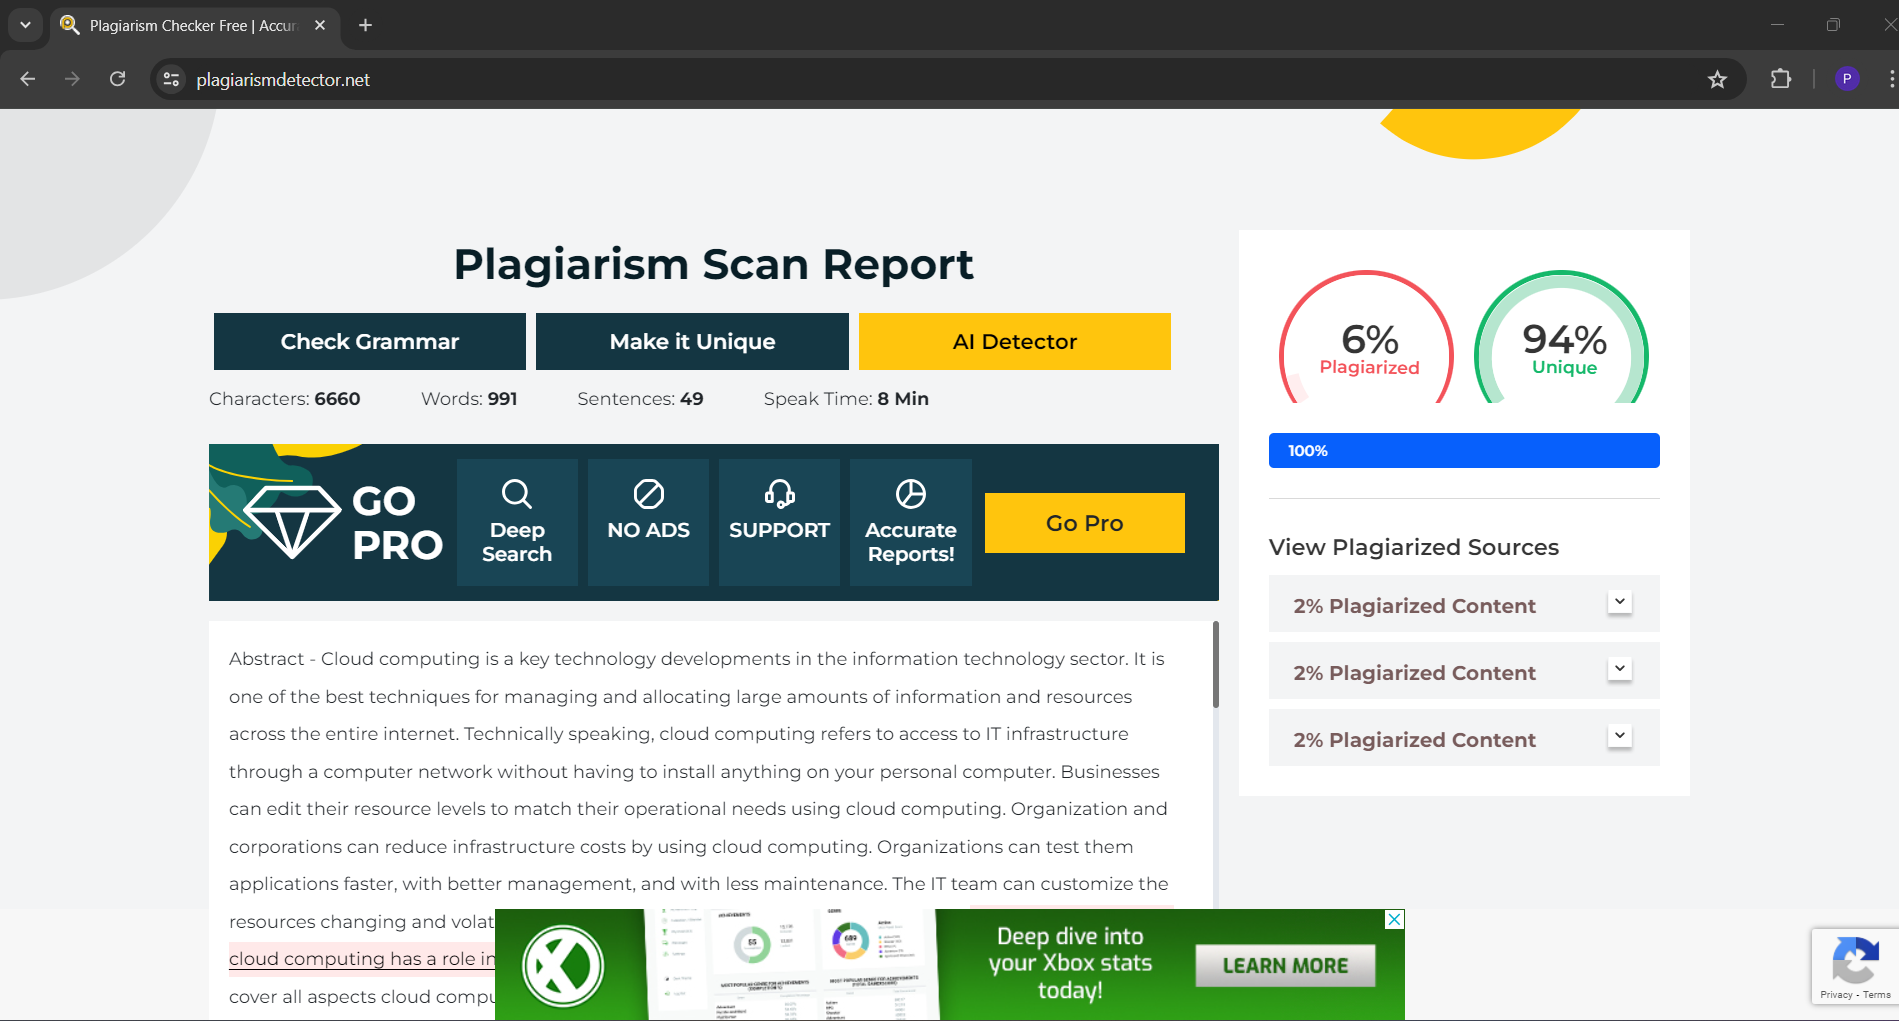 Plagiarism Checker Free | Accur
plagiarismdetector.net
P
Plagiarism Scan Report
Check Grammar
Make it Unique
AI Detector
Characters: 6660
Words: 991
Sentences: 49
Speak Time: 8 Min
GO
PRO
Deep
Search
NO ADS
SUPPORT
Accurate
Reports!
Go Pro
Abstract - Cloud computing is a key technology developments in the information technology sector. It is
one of the best techniques for managing and allocating large amounts of information and resources
across the entire internet. Technically speaking, cloud computing refers to access to IT infrastructure
through a computer network without having to install anything on your personal computer. Businesses
can edit their resource levels to match their operational needs using cloud computing. Organization and
corporations can reduce infrastructure costs by using cloud computing. Organizations can test them
applications faster, with better management, and with less maintenance. The IT team can customize the
resources changing and volat
cloud computing has a role in
cover all aspects cloud compu
6%
Plagiarized
94%
Unique
100%
View Plagiarized Sources
2% Plagiarized Content
2% Plagiarized Content
2% Plagiarized Content
55
689
Deep dive into
your Xbox stats
today!
LEARN MORE
Privacy - Terms